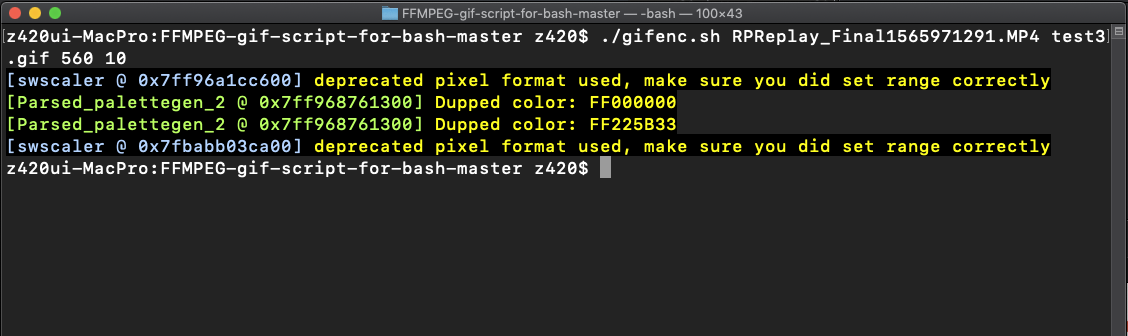 FFMPEG-gif-script-for-bash-master — -bash — 100×43
[z420ui-MacPro:FFMPEG-gif-script-for-bash-master z420$ ./gifenc.sh RPReplay_Final1565971291.MP4 test3]
.gif 560 10
[swscaler @ 0x7ff96a1cc600] deprecated pixel format used, make sure you did set range correctly
[Parsed_palettegen_2 @ 0x7ff968761300] Dupped color: FF000000
[Parsed_palettegen_2 @ 0x7ff968761300] Dupped color: FF225B33
[swscaler @ 0x7fbabb03ca00] deprecated pixel format used, make sure you did set range correctly
z420ui-MacPro:FFMPEG-gif-script-for-bash-master z420$